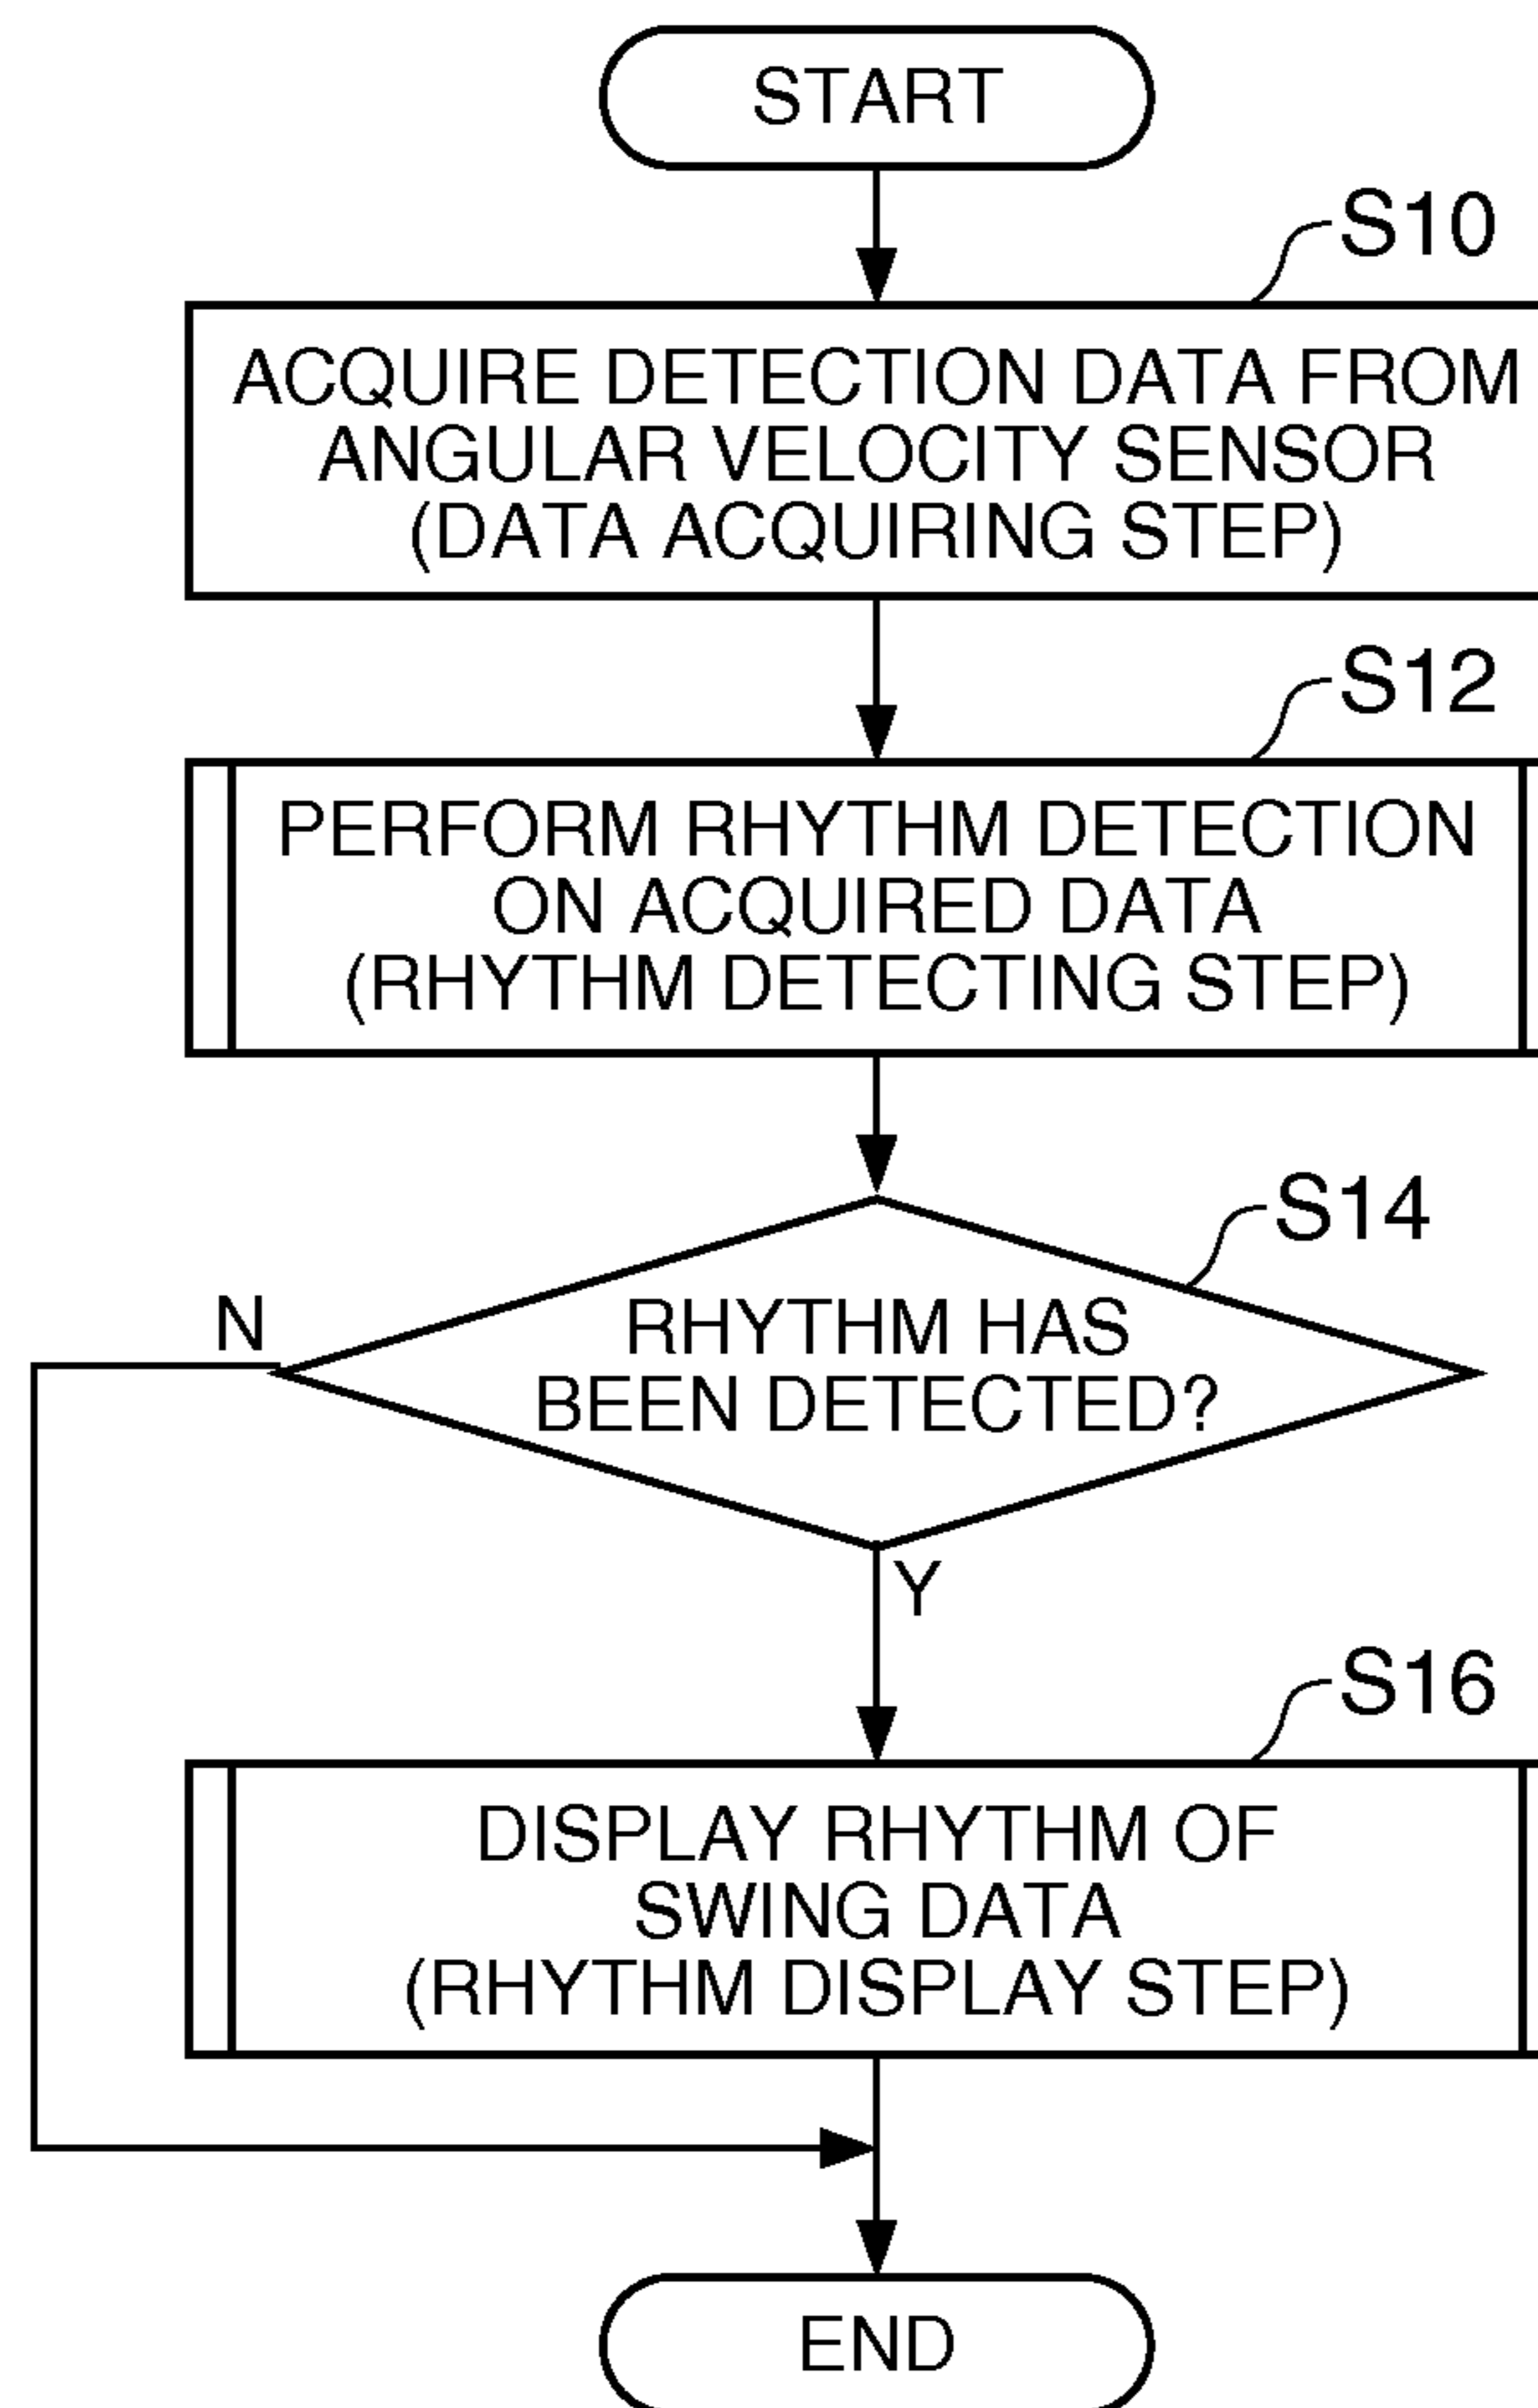 START
S10
ACQUIRE DETECTION DATA FROM
ANGULAR VELOCITY SENSOR
(DATA ACQUIRING STEP)
S12
PERFORM RHYTHM DETECTION
ON ACQUIRED DATA
(RHYTHM DETECTING STEP)
S14
N
RHYTHM HAS
BEEN DETECTED?
Y
S16
DISPLAY RHYTHM OF
SWING DATA
(RHYTHM DISPLAY STEP)
END